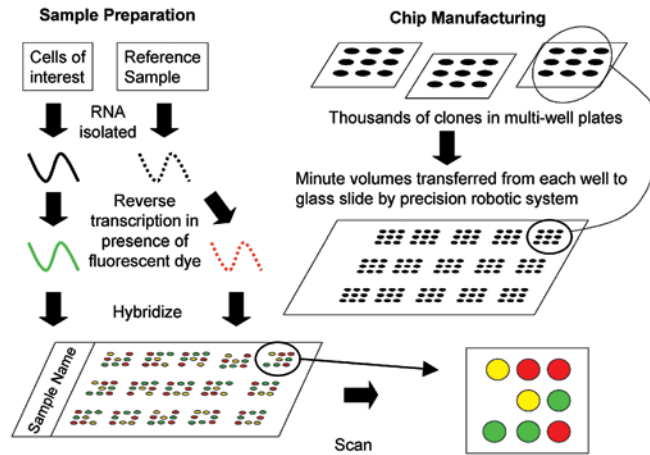 Sample Preparation
Cells of
interest
Reference
Sample
RNA
isolated
Reverse
transcription in
presence of
fluorescent dye
Hybridize
Sample Name
Chip Manufacturing
Thousands of clones in multi-well plates
Minute volumes transferred from each well to
glass slide by precision robotic system
Scan